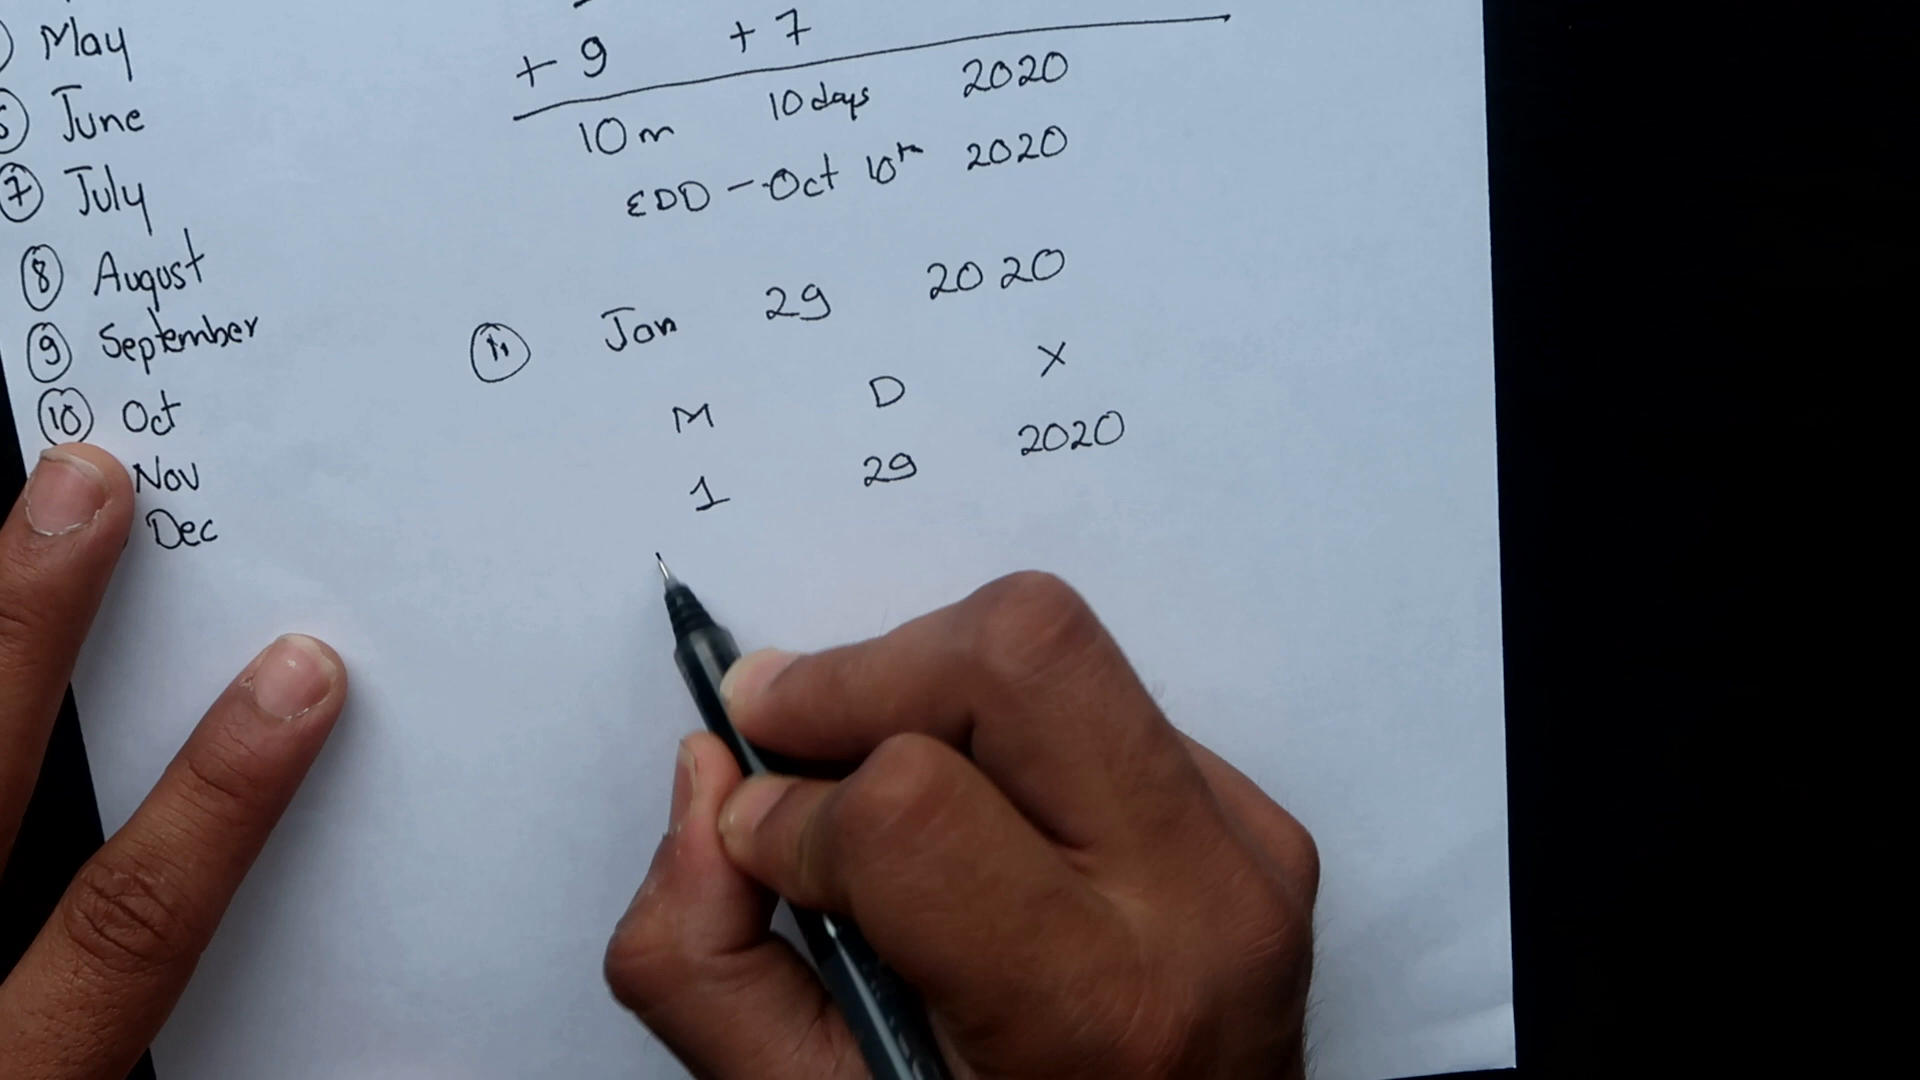 May
+ 9 + 7
June
10 m 10 days 2020
7 July
EDD - Oct 10th 2020
8 August
9 September
ii Jan 29 2020
10 Oct
M D Y
Nov
1 29 2020
Dec